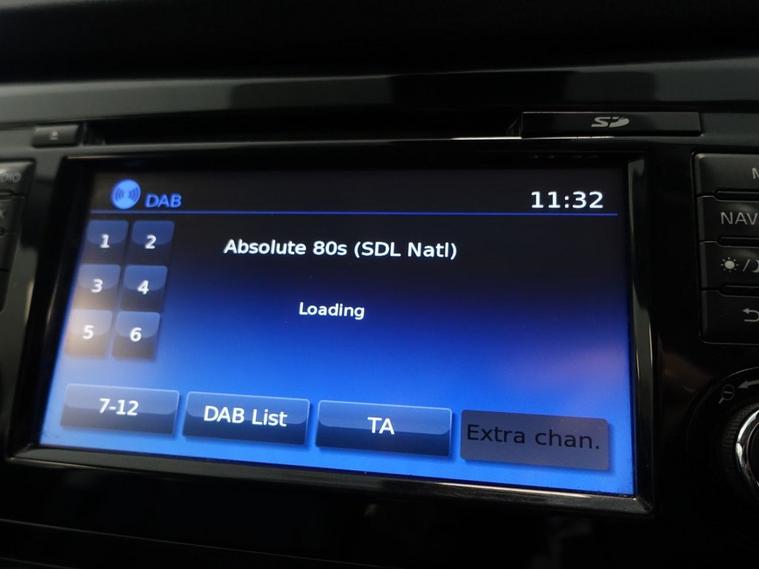 SD
DAB
11:32
1 2
Absolute 80s (SDL Natl)
3 4
Loading
5 6
7-12
DAB List
TA
Extra chan.
NAV